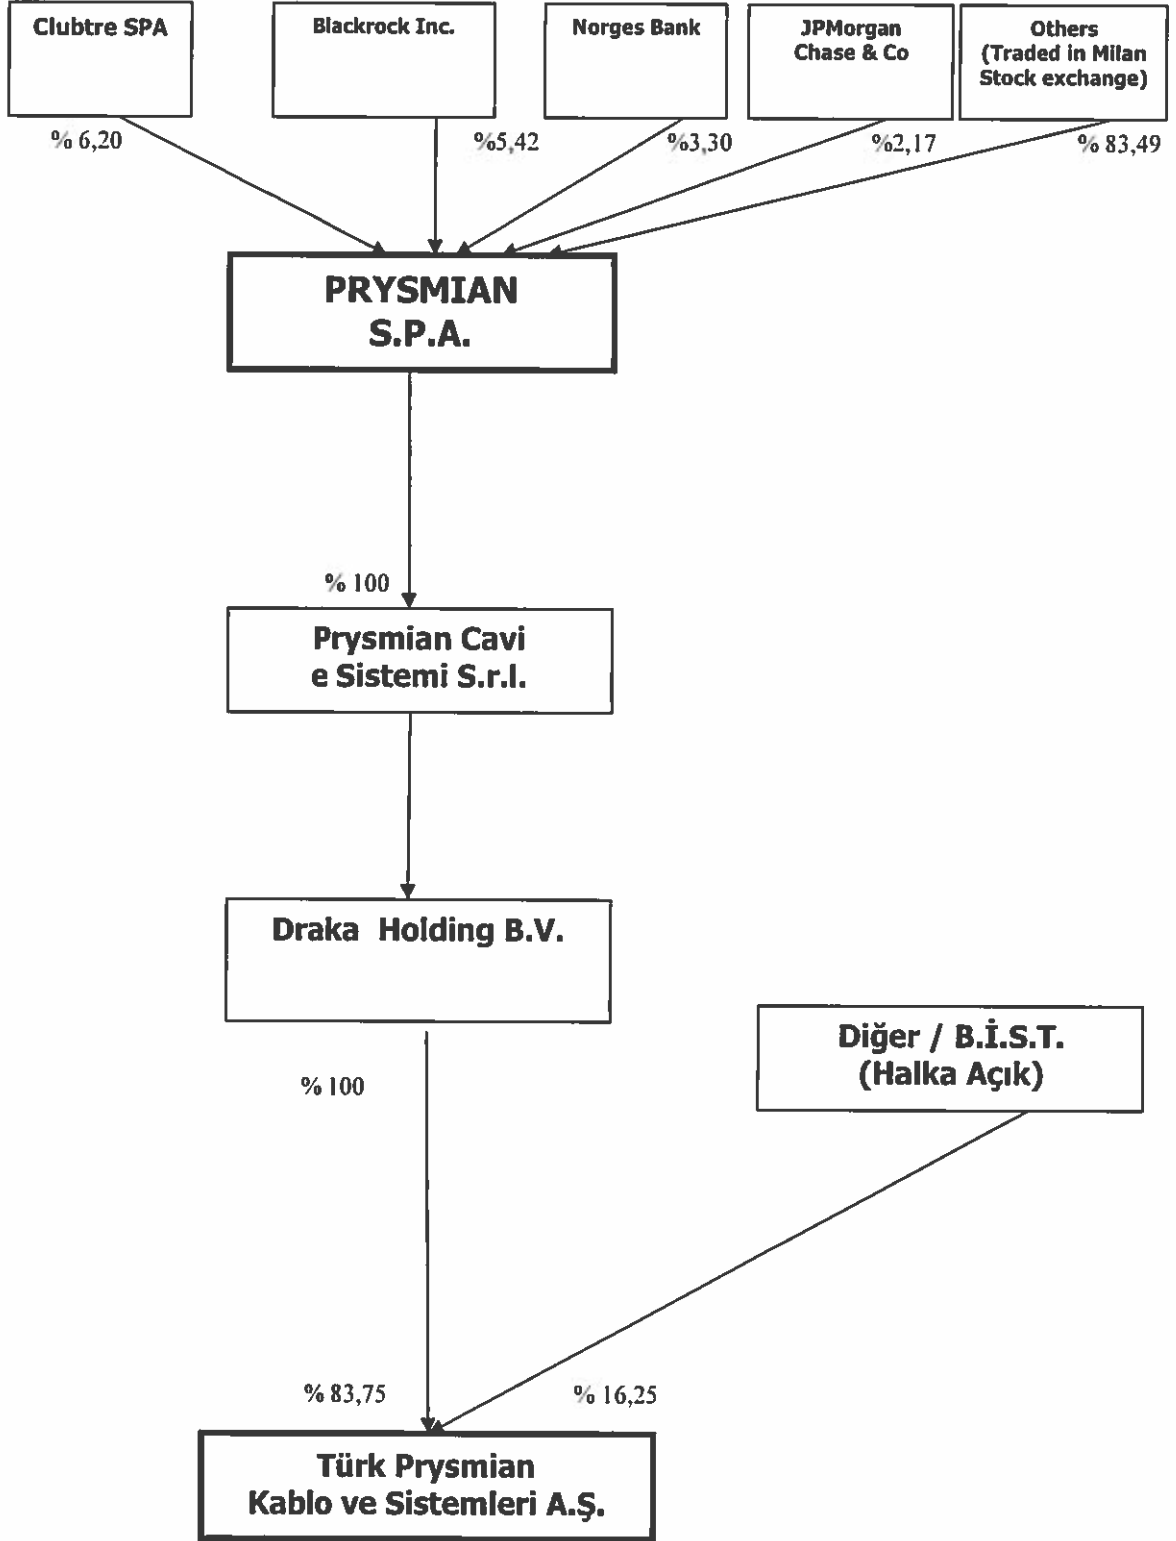 Clubtre SPA
Blackrock Inc.
Norges Bank
JPMorgan
Chase & Co
Others
(Traded in Milan
Stock exchange)
% 6,20
%5,42
%3,30
%2,17
% 83,49
PRYSMIAN
S.P.A.
% 100
Prysmian Cavi
e Sistemi S.r.l.
Draka Holding B.V.
Diğer / B.İ.S.T.
(Halka Açık)
% 100
% 83,75
% 16,25
Türk Prysmian
Kablo ve Sistemleri A.Ş.